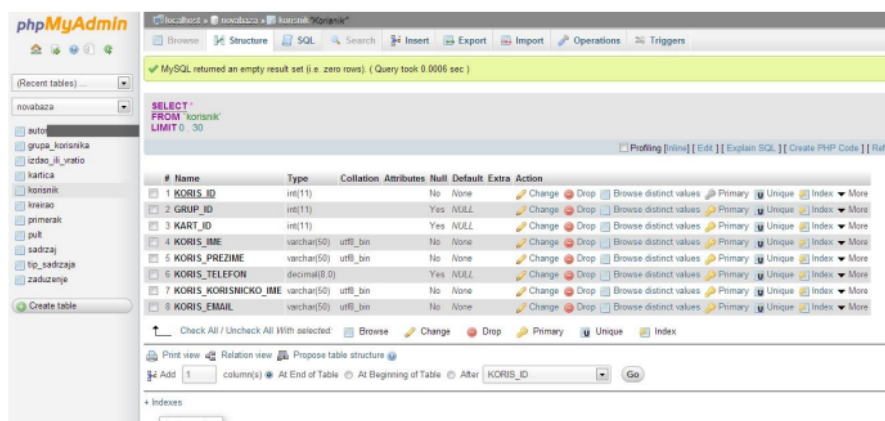 phpMyAdmin
localhost » novabaza » korisnik "Korisnik"
Browse Structure SQL Search Insert Export Import Operations Triggers
MySQL returned an empty result set (i.e. zero rows). ( Query took 0.0006 sec )
(Recent tables) ...
novabaza
autor
grupa_korisnika
izdao_ili_vratio
kartica
korisnik
kreirao
primerak
pult
sadrzaj
tip_sadrzaja
zaduzenje
Create table
SELECT *
FROM `korisnik`
LIMIT 0 , 30
Profiling [Inline] [ Edit ] [ Explain SQL ] [ Create PHP Code ] [ Ref
# Name Type Collation Attributes Null Default Extra Action
1 KORIS_ID int(11) No None Change Drop Browse distinct values Primary Unique Index More
2 GRUP_ID int(11) Yes NULL Change Drop Browse distinct values Primary Unique Index More
3 KART_ID int(11) Yes NULL Change Drop Browse distinct values Primary Unique Index More
4 KORIS_IME varchar(50) utf8_bin No None Change Drop Browse distinct values Primary Unique Index More
5 KORIS_PREZIME varchar(50) utf8_bin No None Change Drop Browse distinct values Primary Unique Index More
6 KORIS_TELEFON decimal(8.0) Yes NULL Change Drop Browse distinct values Primary Unique Index More
7 KORIS_KORISNICKO_IME varchar(50) utf8_bin No None Change Drop Browse distinct values Primary Unique Index More
8 KORIS_EMAIL varchar(50) utf8_bin No None Change Drop Browse distinct values Primary Unique Index More
Check All / Uncheck All With selected: Browse Change Drop Primary Unique Index
Print view Relation view Propose table structure
Add 1 column(s) At End of Table At Beginning of Table After KORIS_ID Go
+ Indexes